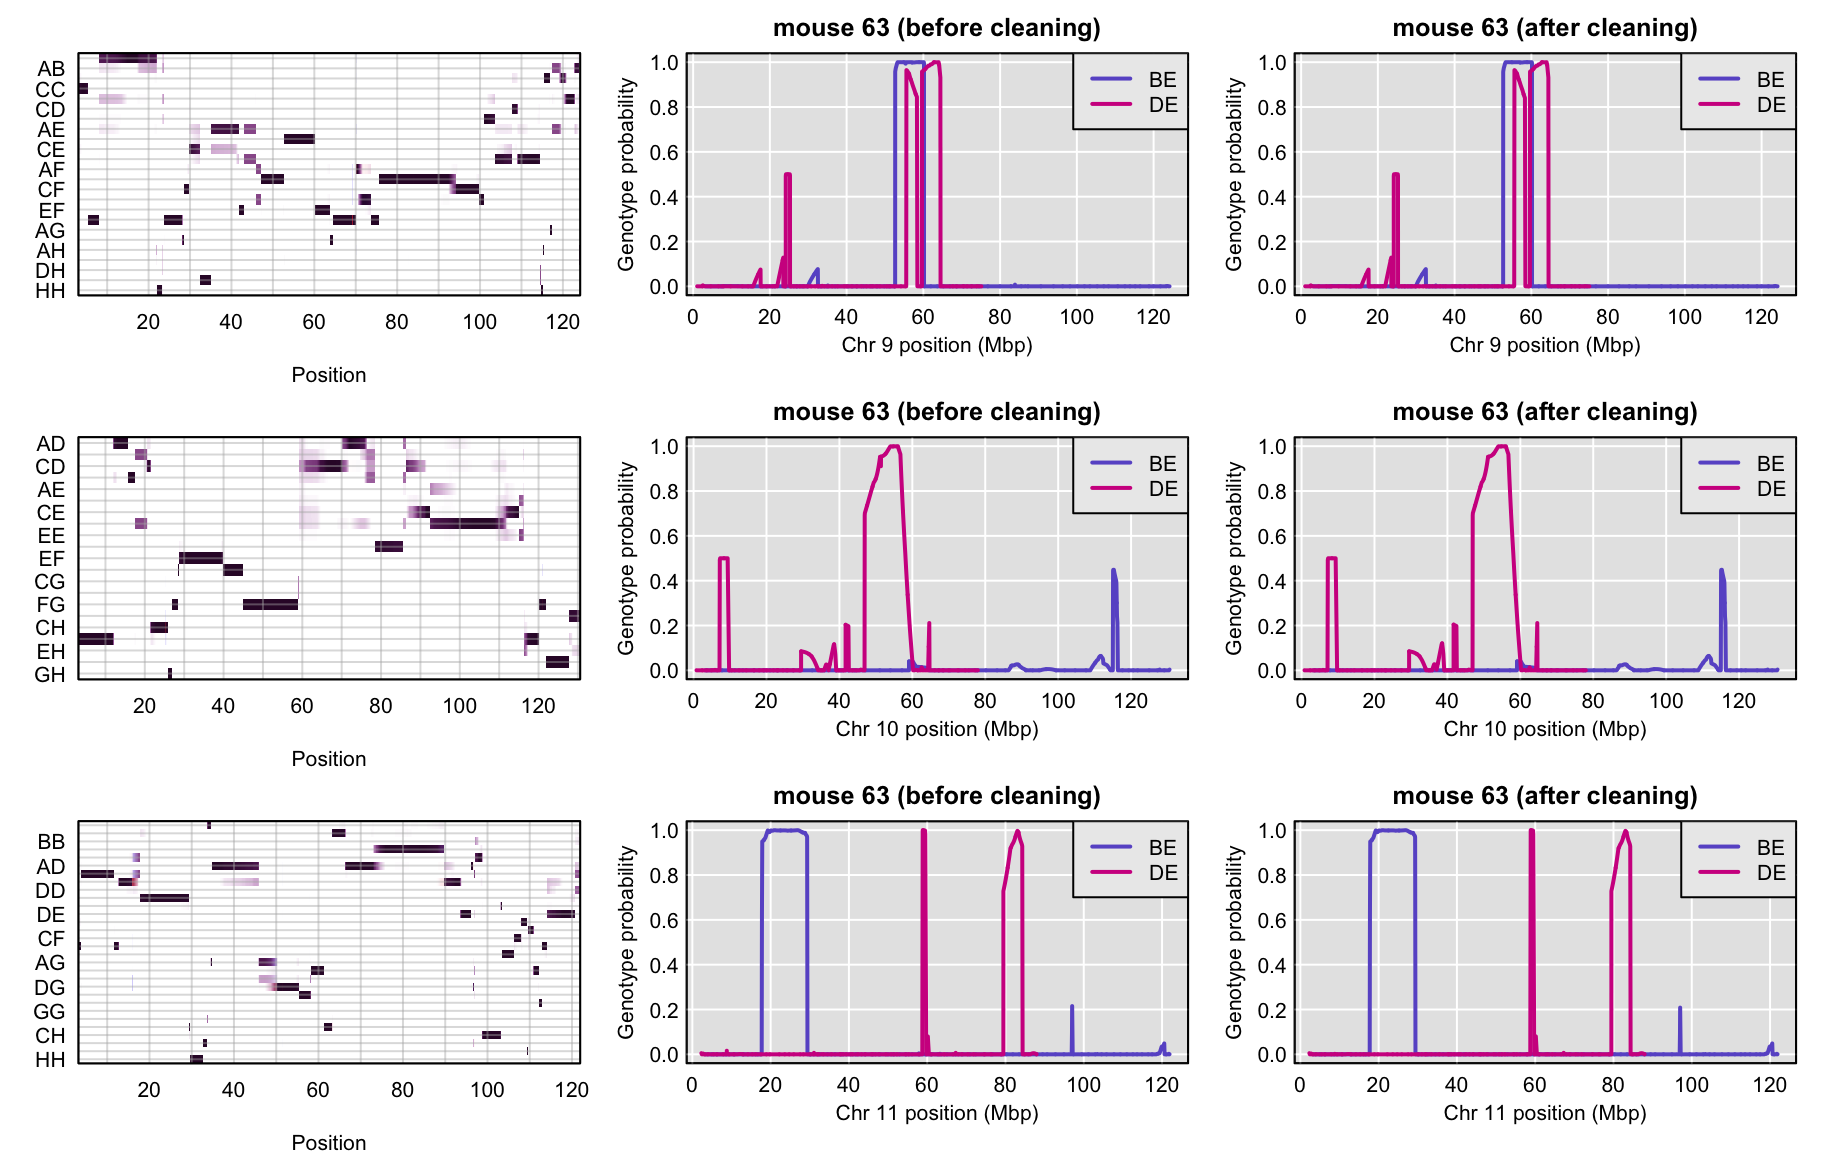 AB
CC
CD
AE
CE
AF
CF
EF
AG
AH
DH
HH
20 40 60 80 100 120
Position
mouse 63 (before cleaning)
Genotype probability
1.0
0.8
0.6
0.4
0.2
0.0
BE
DE
0 20 40 60 80 100 120
Chr 9 position (Mbp)
mouse 63 (after cleaning)
Genotype probability
1.0
0.8
0.6
0.4
0.2
0.0
BE
DE
0 20 40 60 80 100 120
Chr 9 position (Mbp)
AD
CD
AE
CE
EE
EF
CG
FG
CH
EH
GH
20 40 60 80 100 120
Position
mouse 63 (before cleaning)
Genotype probability
1.0
0.8
0.6
0.4
0.2
0.0
BE
DE
0 20 40 60 80 100 120
Chr 10 position (Mbp)
mouse 63 (after cleaning)
Genotype probability
1.0
0.8
0.6
0.4
0.2
0.0
BE
DE
0 20 40 60 80 100 120
Chr 10 position (Mbp)
BB
AD
DD
DE
CF
AG
DG
GG
CH
HH
20 40 60 80 100 120
Position
mouse 63 (before cleaning)
Genotype probability
1.0
0.8
0.6
0.4
0.2
0.0
BE
DE
0 20 40 60 80 100 120
Chr 11 position (Mbp)
mouse 63 (after cleaning)
Genotype probability
1.0
0.8
0.6
0.4
0.2
0.0
BE
DE
0 20 40 60 80 100 120
Chr 11 position (Mbp)